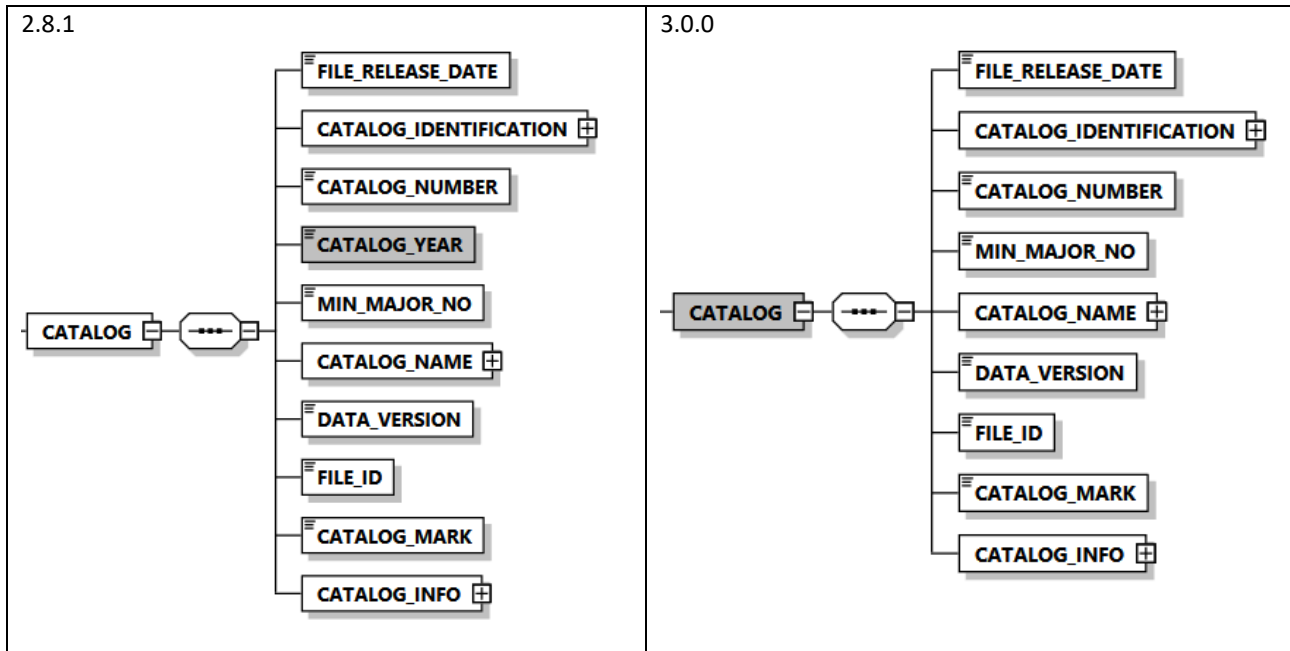 2.8.1
FILE_RELEASE_DATE
CATALOG_IDENTIFICATION
CATALOG_NUMBER
CATALOG_YEAR
MIN_MAJOR_NO
CATALOG
CATALOG_NAME
DATA_VERSION
FILE_ID
CATALOG_MARK
CATALOG_INFO
3.0.0
FILE_RELEASE_DATE
CATALOG_IDENTIFICATION
CATALOG_NUMBER
MIN_MAJOR_NO
CATALOG
CATALOG_NAME
DATA_VERSION
FILE_ID
CATALOG_MARK
CATALOG_INFO